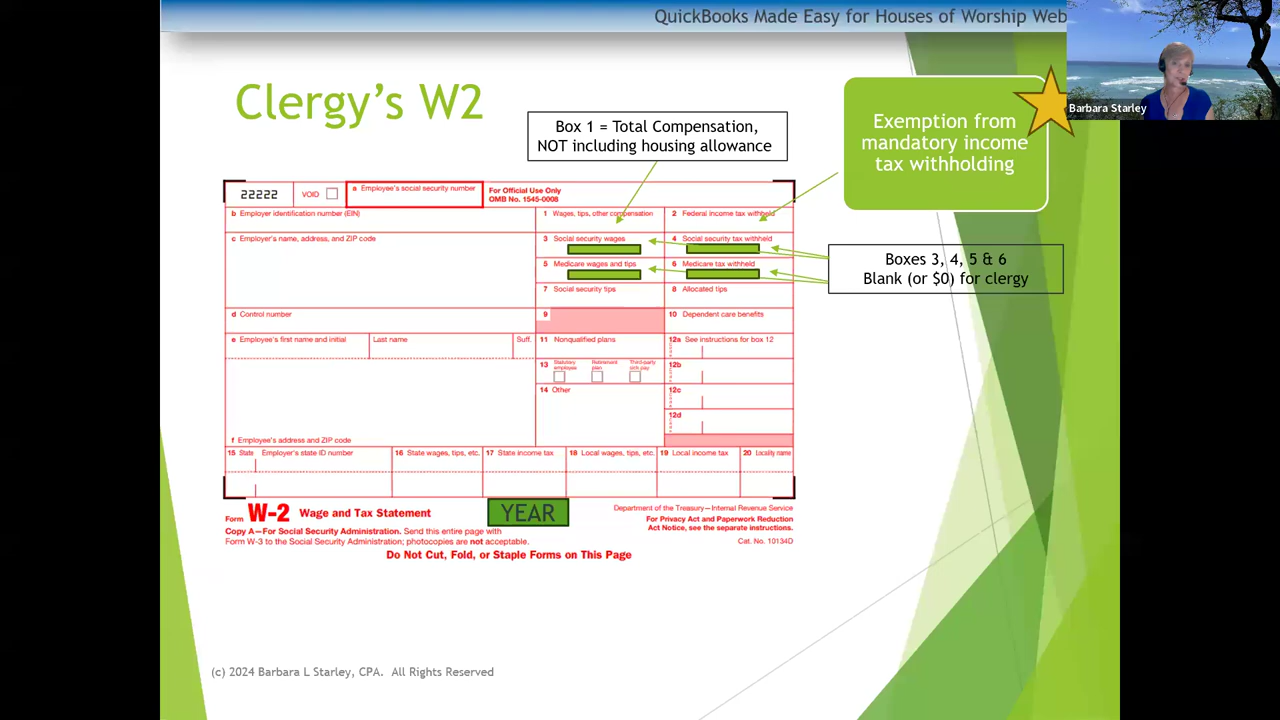 QuickBooks Made Easy for Houses of Worship Web
Barbara Starley
Clergy's W2
Box 1 = Total Compensation,
NOT including housing allowance
Exemption from
mandatory income
tax withholding
22222
VOID
a Employee's social security number
For Official Use Only
OMB No. 1545-0008
b Employer identification number (EIN)
1 Wages, tips, other compensation
2 Federal income tax withheld
c Employer's name, address, and ZIP code
3 Social security wages
4 Social security tax withheld
5 Medicare wages and tips
6 Medicare tax withheld
Boxes 3, 4, 5 & 6
Blank (or $0) for clergy
7 Social security tips
8 Allocated tips
d Control number
9
10 Dependent care benefits
e Employee's first name and initial
Last name
Suff.
11 Nonqualified plans
12a See instructions for box 12
13
Statutory employee
Retirement plan
Third-party sick pay
12b
14 Other
12c
12d
f Employee's address and ZIP code
15 State
Employer's state ID number
16 State wages, tips, etc.
17 State income tax
18 Local wages, tips, etc.
19 Local income tax
20 Locality name
Form W-2 Wage and Tax Statement
YEAR
Department of the Treasury—Internal Revenue Service
For Privacy Act and Paperwork Reduction
Act Notice, see the separate instructions.
Copy A—For Social Security Administration. Send this entire page with
Form W-3 to the Social Security Administration; photocopies are not acceptable.
Cat. No. 10134D
Do Not Cut, Fold, or Staple Forms on This Page
(c) 2024 Barbara L Starley, CPA. All Rights Reserved